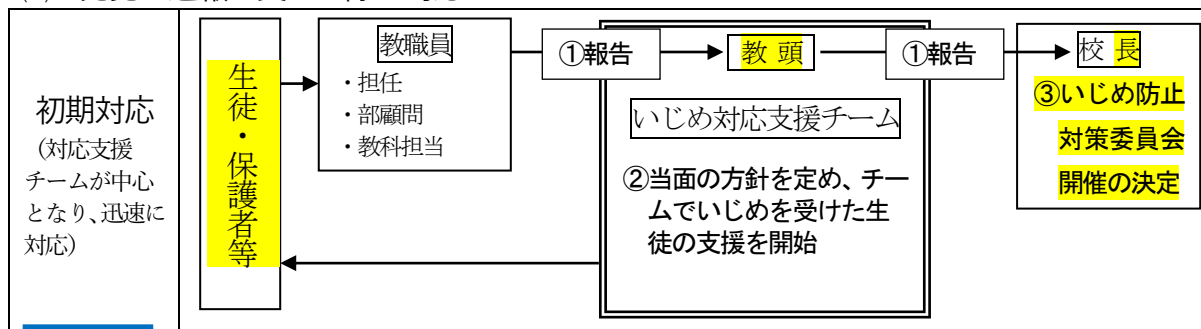 初期対応
(対応支援
チームが中心
となり、迅速に
対応)
生徒・保護者等
教職員
・担任
・部顧問
・教科担当
①報告
教 頭
いじめ対応支援チーム
②当面の方針を定め、チー
ムでいじめを受けた生
徒の支援を開始
①報告
校 長
③いじめ防止
対策委員会
開催の決定